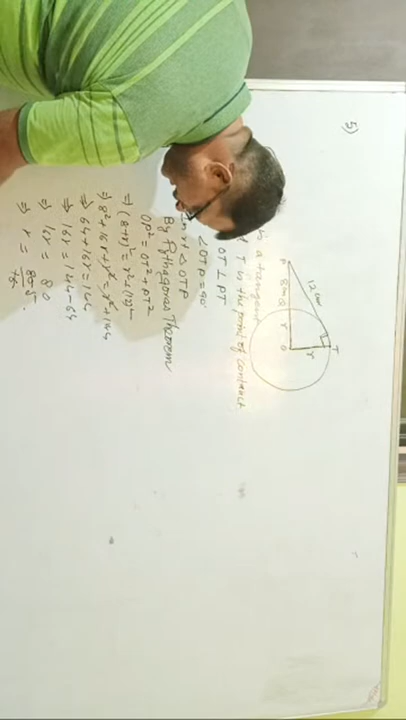 5)
12 cm
T
r
P 8cm Q r O
is a tangent
T is the point of contact
OT ⊥ PT
∠OTP = 90°
In rt △OTP
By Pythagoras Theorem
OP² = OT² + PT²
⇒ (8+r)² = r² + (12)²
⇒ 8² + 16r + r² = r² + 144
⇒ 64 + 16r = 144
⇒ 16r = 144 - 64
⇒ 16r = 80
⇒ r = 80/16 5